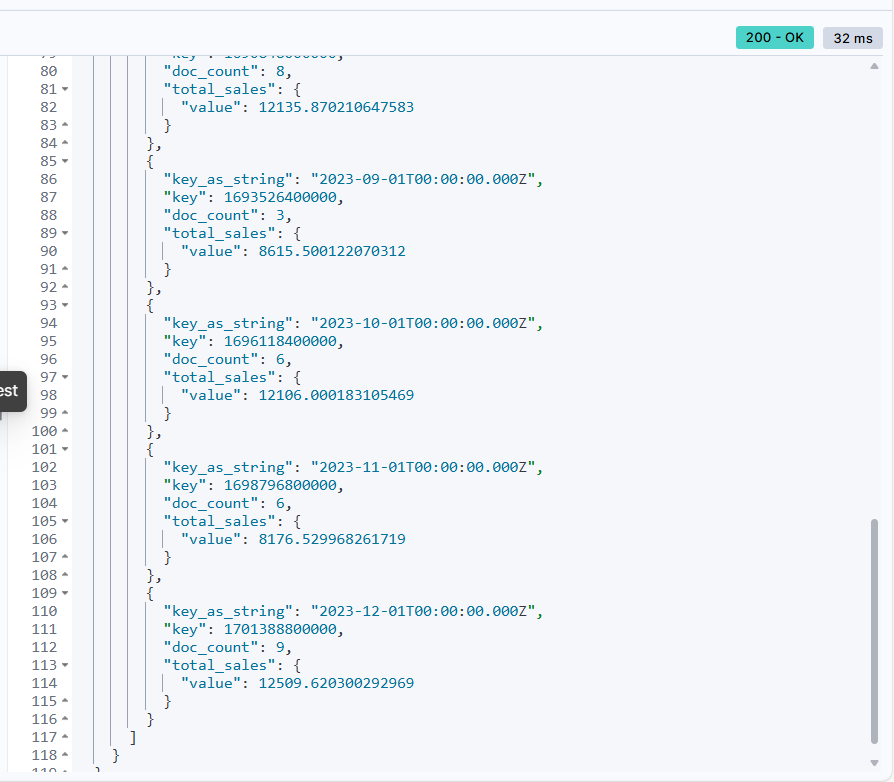 200 - OK
32 ms
80 "doc_count": 8,
81 "total_sales": {
82 "value": 12135.870210647583
83 }
84 },
85 {
86 "key_as_string": "2023-09-01T00:00:00.000Z",
87 "key": 1693526400000,
88 "doc_count": 3,
89 "total_sales": {
90 "value": 8615.500122070312
91 }
92 },
93 {
94 "key_as_string": "2023-10-01T00:00:00.000Z",
95 "key": 1696118400000,
96 "doc_count": 6,
97 "total_sales": {
est
98 "value": 12106.000183105469
99 }
100 },
101 {
102 "key_as_string": "2023-11-01T00:00:00.000Z",
103 "key": 1698796800000,
104 "doc_count": 6,
105 "total_sales": {
106 "value": 8176.529968261719
107 }
108 },
109 {
110 "key_as_string": "2023-12-01T00:00:00.000Z",
111 "key": 1701388800000,
112 "doc_count": 9,
113 "total_sales": {
114 "value": 12509.620300292969
115 }
116 }
117 ]
118 }